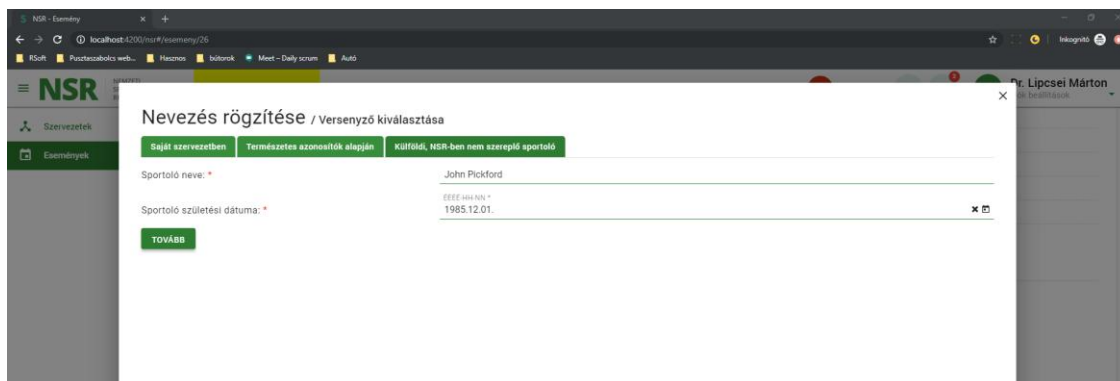 NSR - Esemény
localhost:4200/nsr#/esemeny/26
Inkognitó
RSoft Pusztaszabolcs web... Hasznos bútorok Meet – Daily scrum Autó
NSR
Dr. Lipcsei Márton
beállítások
Szervezetek
Események
Nevezés rögzítése / Versenyző kiválasztása
Saját szervezetben Természetes azonosítók alapján Külföldi, NSR-ben nem szereplő sportoló
Sportoló neve: * John Pickford
ÉÉÉÉ-HH-NN *
Sportoló születési dátuma: * 1985.12.01.
TOVÁBB